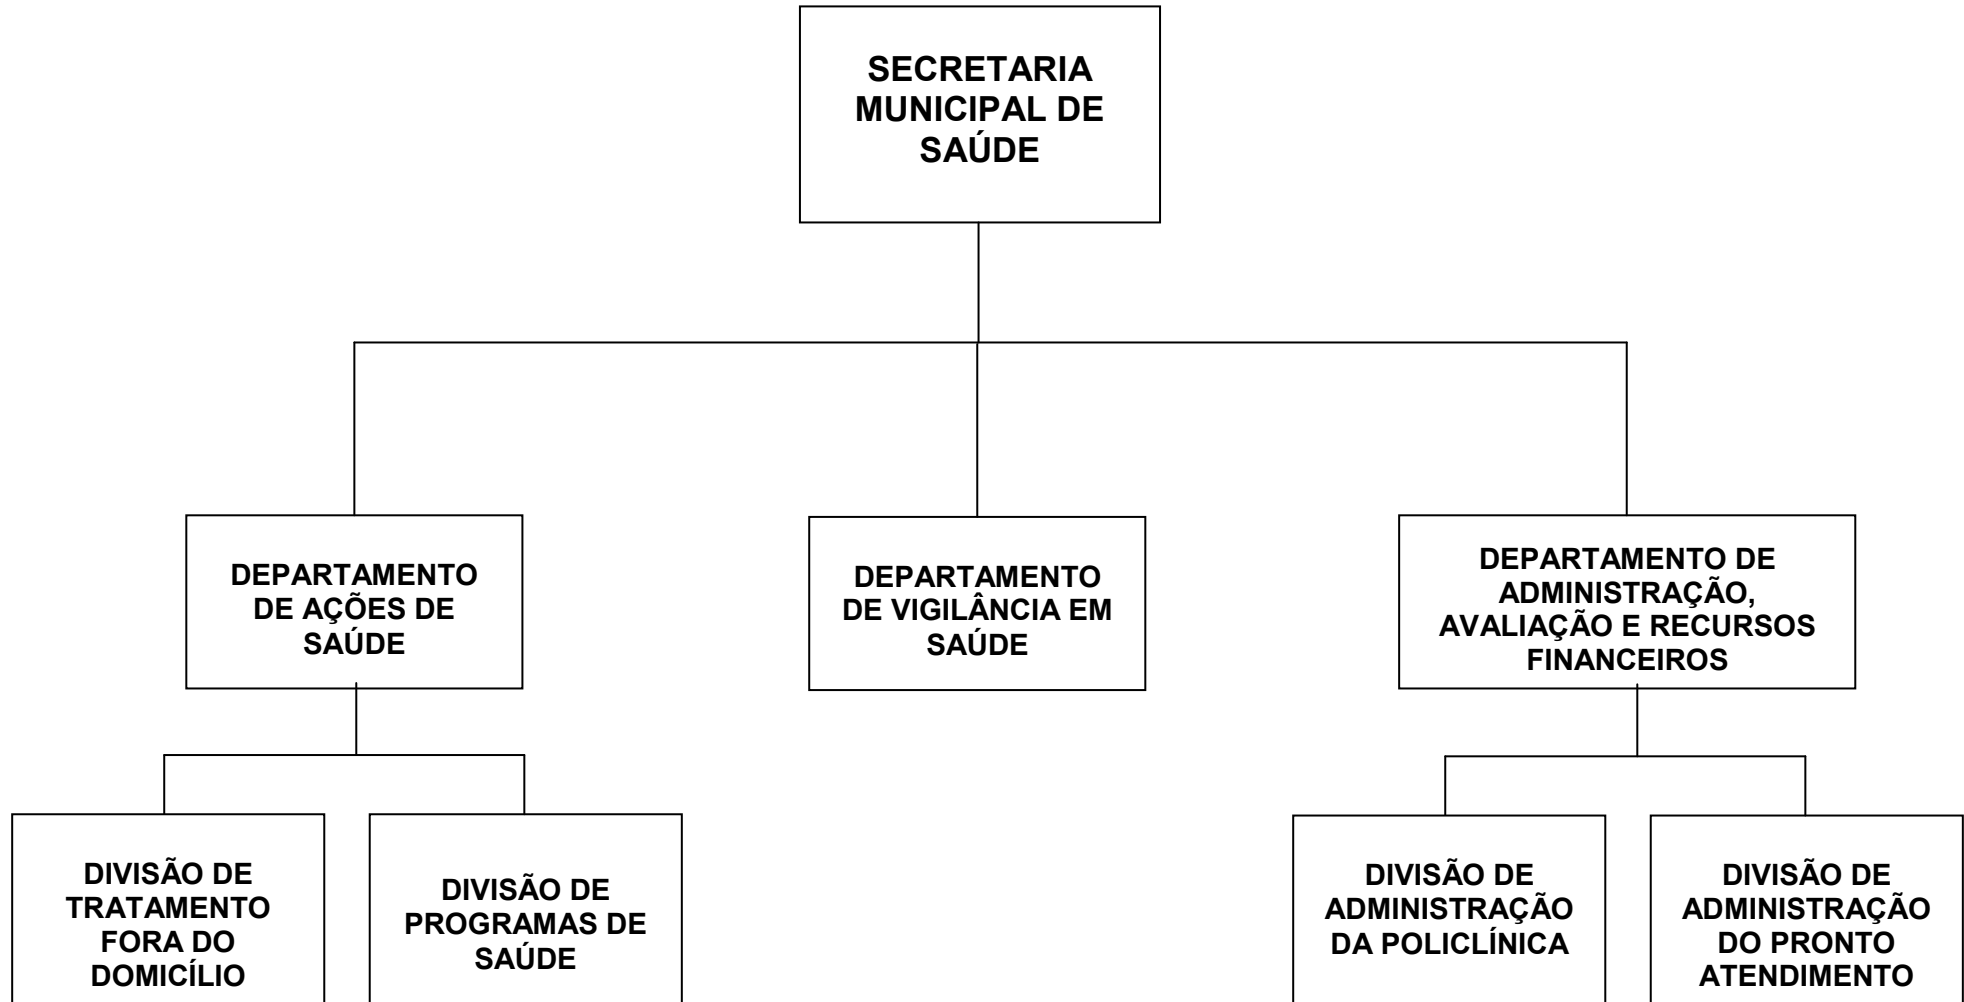 SECRETARIA
MUNICIPAL DE
SAÚDE
DEPARTAMENTO
DE AÇÕES DE
SAÚDE
DEPARTAMENTO
DE VIGILÂNCIA EM
SAÚDE
DEPARTAMENTO DE
ADMINISTRAÇÃO,
AVALIAÇÃO E RECURSOS
FINANCEIROS
DIVISÃO DE
TRATAMENTO
FORA DO
DOMICÍLIO
DIVISÃO DE
PROGRAMAS DE
SAÚDE
DIVISÃO DE
ADMINISTRAÇÃO
DA POLICLÍNICA
DIVISÃO DE
ADMINISTRAÇÃO
DO PRONTO
ATENDIMENTO